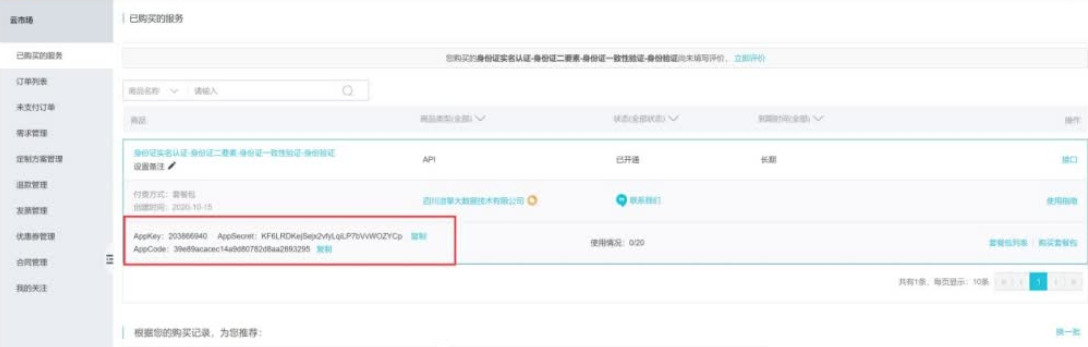 云市场
已购买的服务
已购买的服务
订单列表
未支付订单
需求管理
定制方案管理
退款管理
发票管理
优惠券管理
合同管理
我的关注
您购买的身份证实名认证-身份证二要素-身份证一致性验证-身份验证尚未填写评价, 立即评价
商品名称 请输入
商品 商品类型(全部) 状态(全部状态) 到期时间(全部) 操作
身份证实名认证-身份证二要素-身份证一致性验证-身份验证
设置备注
API 已开通 长期 接口
付费方式: 套餐包
创建时间: 2020-10-15
大数据技术有限公司 联系我们 使用指南
AppKey: 203866940 AppSecret: 复制
AppCode: 复制
使用情况: 0/20 套餐包列表 购买套餐包
共有1条, 每页显示: 10条 1
根据您的购买记录, 为您推荐: 换一批